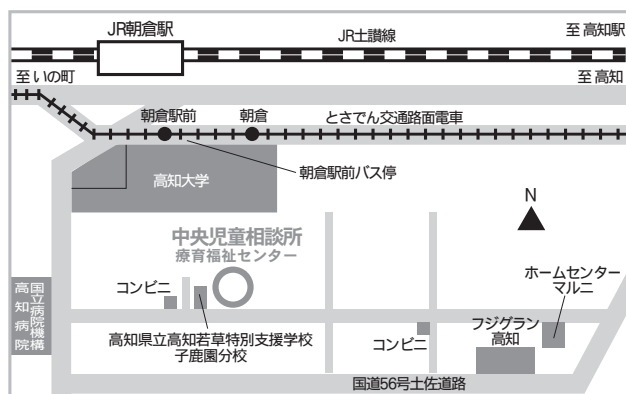 JR朝倉駅
JR土讃線
至 高知駅
至 いの町
至 高知
朝倉駅前
朝倉
とさでん交通路面電車
朝倉駅前バス停
高知大学
N
中央児童相談所
療育福祉センター
コンビニ
ホームセンター
マルニ
国立病院機構
高知病院
高知県立高知若草特別支援学校
子鹿園分校
コンビニ
フジグラン
高知
国道56号土佐道路